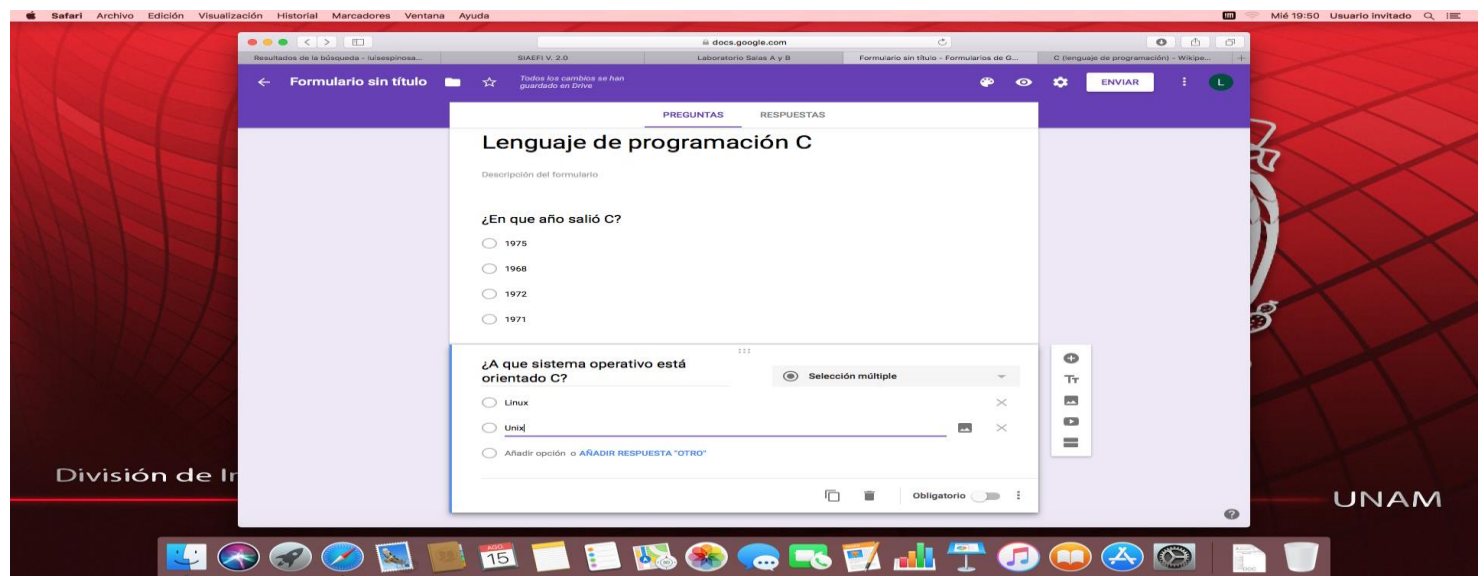 Safari Archivo Edición Visualización Historial Marcadores Ventana Ayuda
Mié 19:50 Usuario invitado
docs.google.com
Resultados de la búsqueda - luisespinosa...
SIAEFI V. 2.0
Laboratorio Salas A y B
Formulario sin título - Formularios de G...
C (lenguaje de programación) - Wikipe...
Formulario sin título
Todos los cambios se han
guardado en Drive
ENVIAR
L
PREGUNTAS RESPUESTAS
Lenguaje de programación C
Descripción del formulario
¿En que año salió C?
1975
1968
1972
1971
¿A que sistema operativo está
orientado C?
Selección múltiple
Linux
Unix
Añadir opción o AÑADIR RESPUESTA "OTRO"
Obligatorio
División de In
UNAM
AGO
15